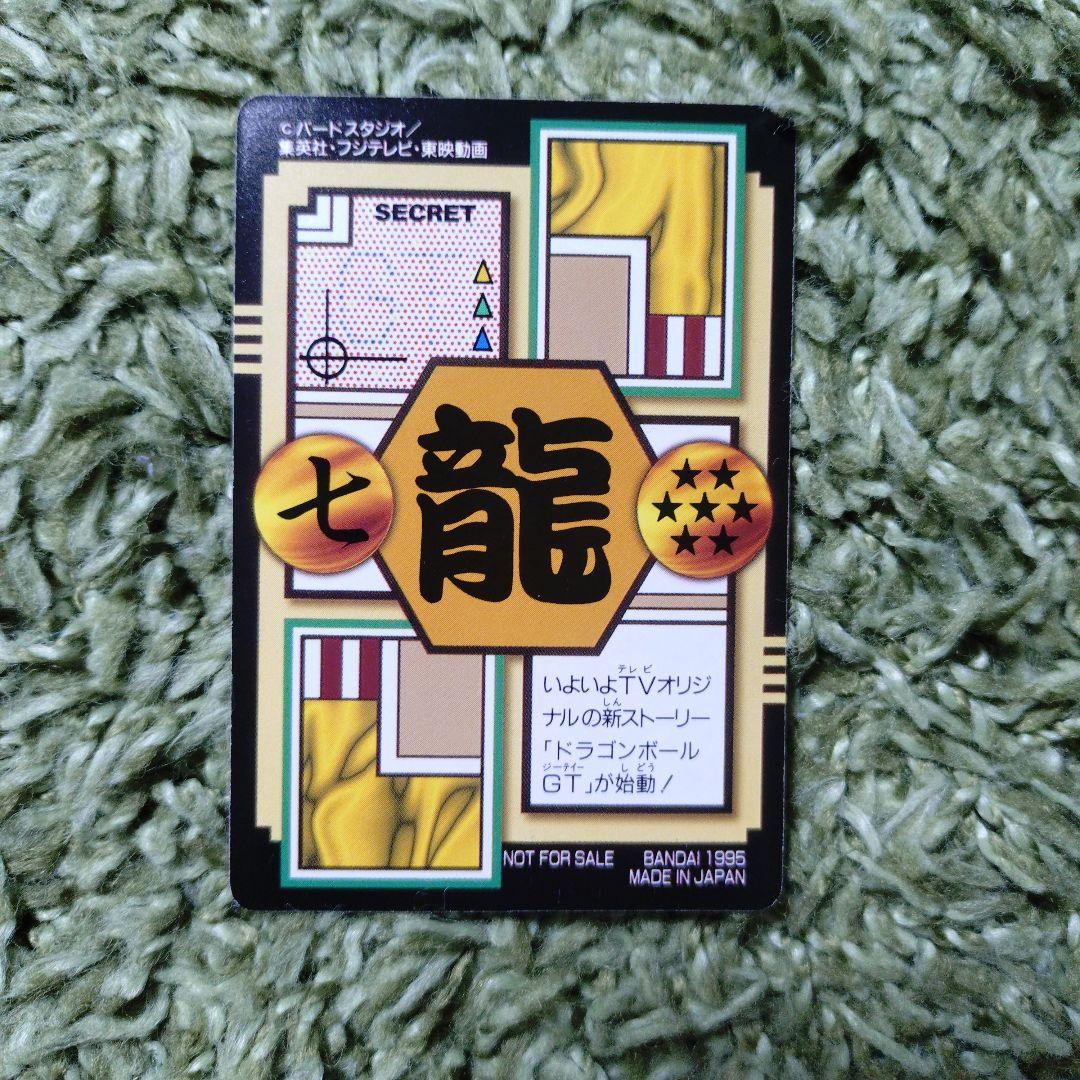 cバードスタジオ／
集英社・フジテレビ・東映動画
SECRET
七
龍
テレビ
いよいよTVオリジ
しん
ナルの新ストーリー
「ドラゴンボール
ジーティー しどう
GT」が始動！
NOT FOR SALE BANDAI 1995
MADE IN JAPAN